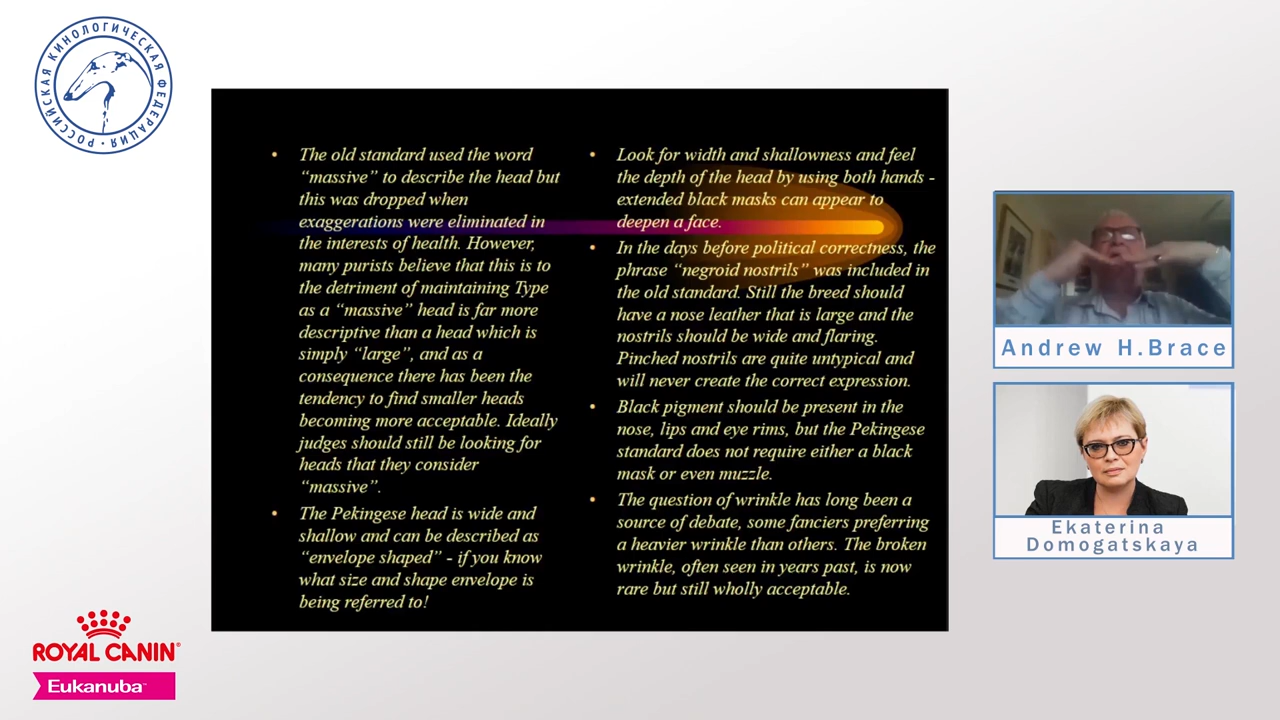 РОССИЙСКАЯ КИНОЛОГИЧЕСКАЯ ФЕДЕРАЦИЯ
• The old standard used the word
“massive” to describe the head but
this was dropped when
exaggerations were eliminated in
the interests of health. However,
many purists believe that this is to
the detriment of maintaining Type
as a “massive” head is far more
descriptive than a head which is
simply “large”, and as a
consequence there has been the
tendency to find smaller heads
becoming more acceptable. Ideally
judges should still be looking for
heads that they consider
“massive”.
• The Pekingese head is wide and
shallow and can be described as
“envelope shaped” - if you know
what size and shape envelope is
being referred to!
• Look for width and shallowness and feel
the depth of the head by using both hands -
extended black masks can appear to
deepen a face.
• In the days before political correctness, the
phrase “negroid nostrils” was included in
the old standard. Still the breed should
have a nose leather that is large and the
nostrils should be wide and flaring.
Pinched nostrils are quite untypical and
will never create the correct expression.
• Black pigment should be present in the
nose, lips and eye rims, but the Pekingese
standard does not require either a black
mask or even muzzle.
• The question of wrinkle has long been a
source of debate, some fanciers preferring
a heavier wrinkle than others. The broken
wrinkle, often seen in years past, is now
rare but still wholly acceptable.
Andrew H.Brace
Ekaterina
Domogatskaya
ROYAL CANIN®
Eukanuba™